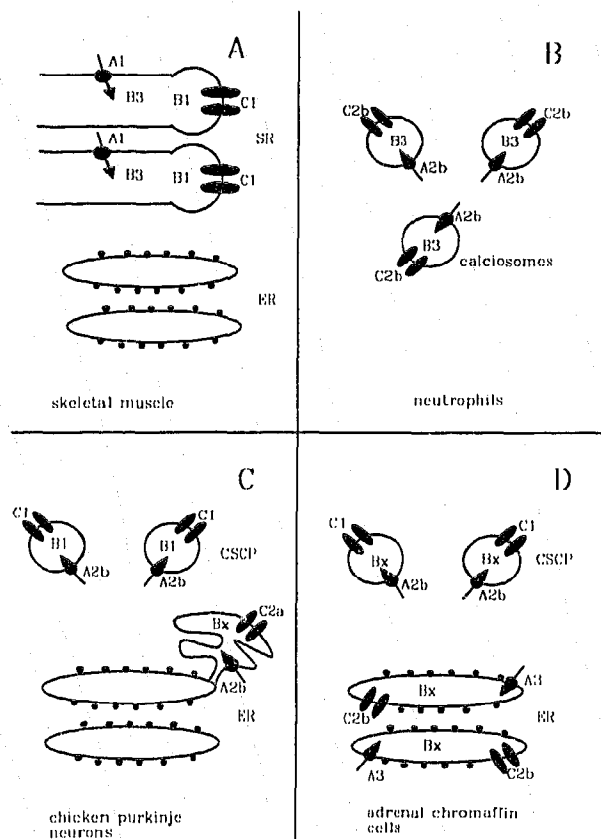 A
A1
B3
B1
C1
SR
A1
B3
B1
C1
ER
skeletal muscle
B
C2b
B3
A2b
C2b
B3
A2b
A2b
B3
C2b
calciosomes
neutrophils
C
C1
B1
A2b
C1
B1
A2b
CSCP
Bx
C2a
A2b
ER
chicken purkinje
neurons
D
C1
Bx
A2b
C1
Bx
A2b
CSCP
Bx
A3
C2b
ER
Bx
A3
C2b
adrenal chromaffin
cells